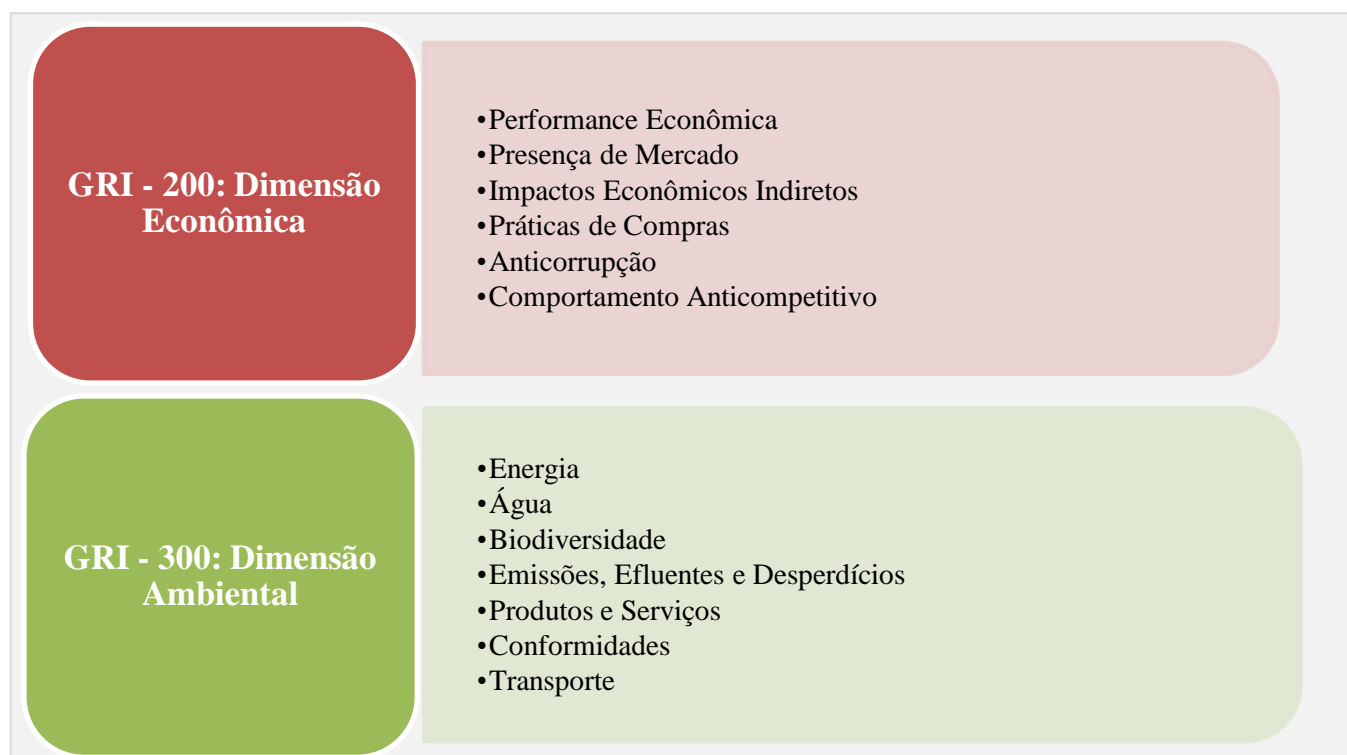 GRI - 200: Dimensão
Econômica
•Performance Econômica
•Presença de Mercado
•Impactos Econômicos Indiretos
•Práticas de Compras
•Anticorrupção
•Comportamento Anticompetitivo
GRI - 300: Dimensão
Ambiental
•Energia
•Água
•Biodiversidade
•Emissões, Efluentes e Desperdícios
•Produtos e Serviços
•Conformidades
•Transporte